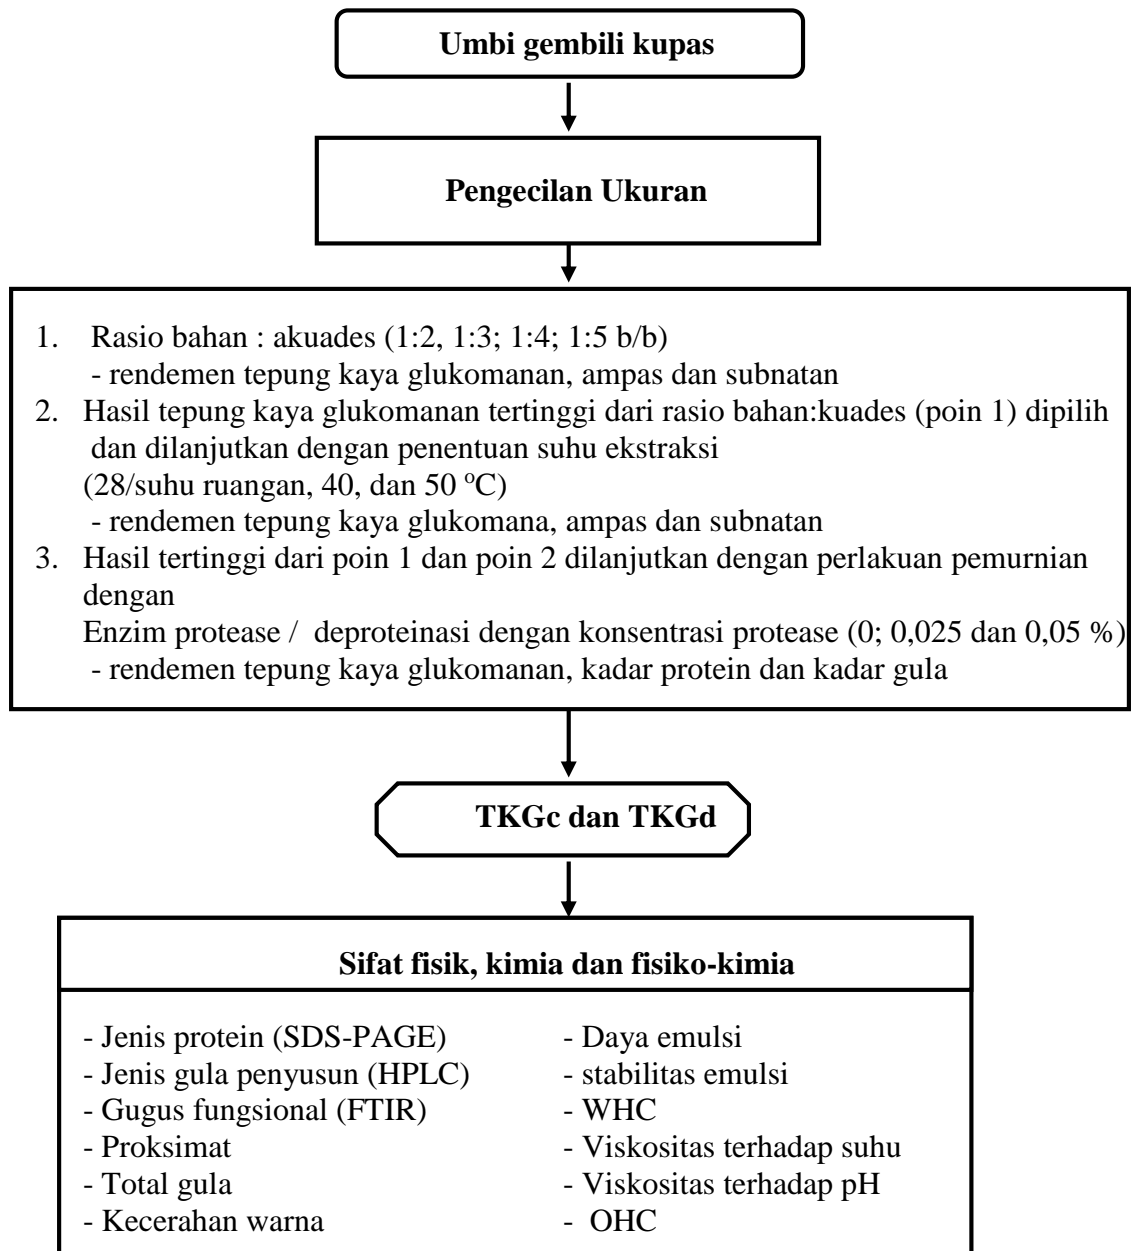 Umbi gembili kupas
Pengecilan Ukuran
1. Rasio bahan : akuades (1:2, 1:3; 1:4; 1:5 b/b)
- rendemen tepung kaya glukomanan, ampas dan subnatan
2. Hasil tepung kaya glukomanan tertinggi dari rasio bahan:kuades (poin 1) dipilih
dan dilanjutkan dengan penentuan suhu ekstraksi
(28/suhu ruangan, 40, dan 50 ºC)
- rendemen tepung kaya glukomana, ampas dan subnatan
3. Hasil tertinggi dari poin 1 dan poin 2 dilanjutkan dengan perlakuan pemurnian
dengan
Enzim protease / deproteinasi dengan konsentrasi protease (0; 0,025 dan 0,05 %)
- rendemen tepung kaya glukomanan, kadar protein dan kadar gula
TKGc dan TKGd
Sifat fisik, kimia dan fisiko-kimia
- Jenis protein (SDS-PAGE)
- Jenis gula penyusun (HPLC)
- Gugus fungsional (FTIR)
- Proksimat
- Total gula
- Kecerahan warna
- Daya emulsi
- stabilitas emulsi
- WHC
- Viskositas terhadap suhu
- Viskositas terhadap pH
- OHC